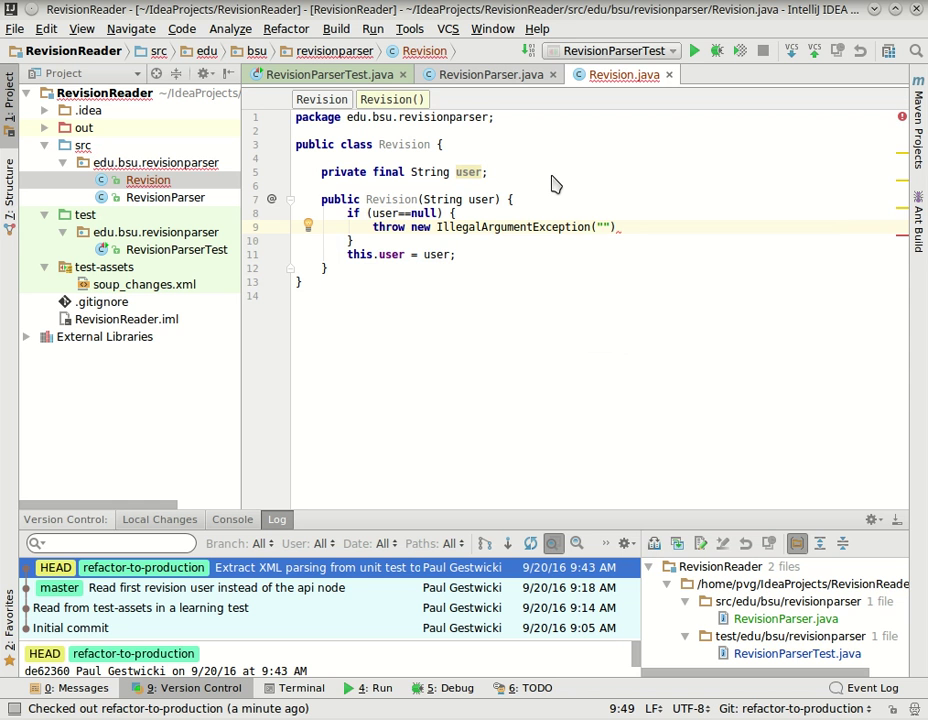 RevisionReader - [~/IdeaProjects/RevisionReader] - [RevisionReader] - ~/IdeaProjects/RevisionReader/src/edu/bsu/revisionparser/Revision.java - IntelliJ IDEA ...
File Edit View Navigate Code Analyze Refactor Build Run Tools VCS Window Help
RevisionReader src edu bsu revisionparser Revision RevisionParserTest VCS VCS
1: Project
2: Structure
2: Favorites
Project
RevisionReader ~/IdeaProjects/
.idea
out
src
edu.bsu.revisionparser
Revision
RevisionParser
test
edu.bsu.revisionparser
RevisionParserTest
test-assets
soup_changes.xml
.gitignore
RevisionReader.iml
External Libraries
RevisionParserTest.java RevisionParser.java Revision.java
Revision Revision()
1 package edu.bsu.revisionparser;
2
3 public class Revision {
4
5 private final String user;
6
7 @ public Revision(String user) {
8 if (user==null) {
9 throw new IllegalArgumentException("")
10 }
11 this.user = user;
12 }
13 }
14
Maven Projects
Ant Build
Version Control: Local Changes Console Log
Branch: All User: All Date: All Paths: All
HEAD refactor-to-production Extract XML parsing from unit test to Paul Gestwicki 9/20/16 9:43 AM
master Read first revision user instead of the api node Paul Gestwicki 9/20/16 9:18 AM
Read from test-assets in a learning test Paul Gestwicki 9/20/16 9:14 AM
Initial commit Paul Gestwicki 9/20/16 9:05 AM
HEAD refactor-to-production
de62360 Paul Gestwicki on 9/20/16 at 9:43 AM
RevisionReader 2 files
/home/pvg/IdeaProjects/RevisionReade
src/edu/bsu/revisionparser 1 file
RevisionParser.java
test/edu/bsu/revisionparser 1 file
RevisionParserTest.java
0: Messages 9: Version Control Terminal 4: Run 5: Debug 6: TODO Event Log
Checked out refactor-to-production (a minute ago) 9:49 LF UTF-8 Git: refactor-to-production